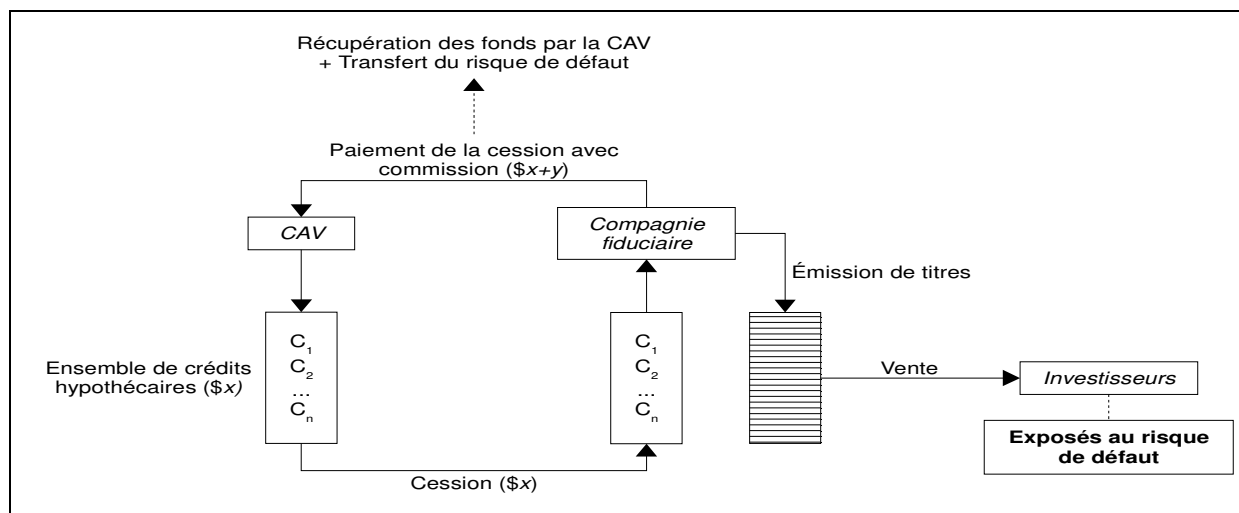 Récupération des fonds par la CAV
+ Transfert du risque de défaut
Paiement de la cession avec
commission ($x+y)
CAV
Compagnie
fiduciaire
Émission de titres
Ensemble de crédits
hypothécaires ($x)
C1
C2
...
Cn
C1
C2
...
Cn
Vente
Investisseurs
Exposés au risque
de défaut
Cession ($x)